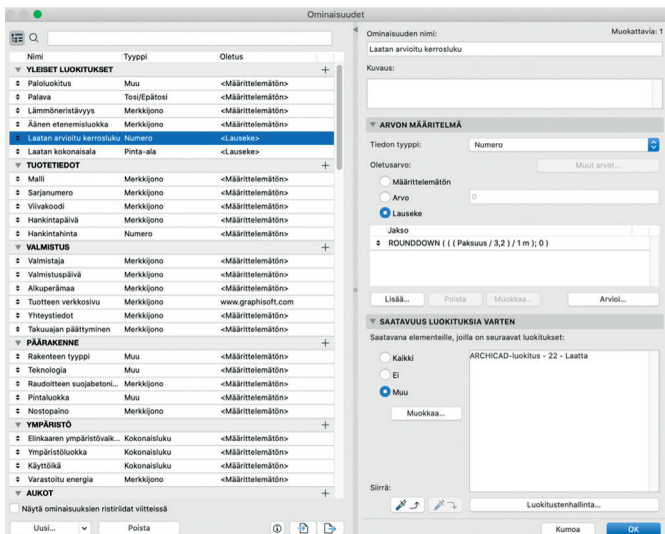 Ominaisuudet
Nimi Tyyppi Oletus
YLEISET LUOKITUKSET
Paloluokitus Muu <Määrittelemätön>
Palava Tosi/Epätosi <Määrittelemätön>
Lämmöneristävyys Merkkijono <Määrittelemätön>
Äänen etenemisluokka Merkkijono <Määrittelemätön>
Laatan arvioitu kerrosluku Numero <Lauseke>
Laatan kokonaisala Pinta-ala <Lauseke>
TUOTETIEDOT
Malli Merkkijono <Määrittelemätön>
Sarjanumero Merkkijono <Määrittelemätön>
Viivakoodi Merkkijono <Määrittelemätön>
Hankintapäivä Merkkijono <Määrittelemätön>
Hankintahinta Numero <Määrittelemätön>
VALMISTUS
Valmistaja Merkkijono <Määrittelemätön>
Valmistuspäivä Merkkijono <Määrittelemätön>
Alkuperämaa Merkkijono <Määrittelemätön>
Tuotteen verkkosivu Merkkijono www.graphisoft.com
Yhteystiedot Merkkijono <Määrittelemätön>
Takuuajan päättyminen Merkkijono <Määrittelemätön>
PÄÄRAKENNE
Rakenteen tyyppi Muu <Määrittelemätön>
Teknologia Muu <Määrittelemätön>
Raudoitteen suojabetoni... Merkkijono <Määrittelemätön>
Pintaluokka Muu <Määrittelemätön>
Nostopaino Merkkijono <Määrittelemätön>
YMPÄRISTÖ
Elinkaaren ympäristövaik... Kokonaisluku <Määrittelemätön>
Ympäristöluokka Kokonaisluku <Määrittelemätön>
Käyttöikä Kokonaisluku <Määrittelemätön>
Varastoitu energia Merkkijono <Määrittelemätön>
AUKOT
Näytä ominaisuuksien ristiriidat viitteissä
Uusi... Poista
Ominaisuuden nimi: Muokattavia: 1
Laatan arvioitu kerrosluku
Kuvaus:
ARVON MÄÄRITELMÄ
Tiedon tyyppi: Numero
Oletusarvo: Muut arvot...
Määrittelemätön
Arvo 0
Lauseke
Jakso
ROUNDDOWN ( ( ( Paksuus / 3,2 ) / 1 m ); 0 )
Lisää... Poista Muokkaa... Arvioi...
SAATAVUUS LUOKITUKSIA VARTEN
Saatavana elementeille, joilla on seuraavat luokitukset:
Kaikki ARCHICAD-luokitus - 22 - Laatta
Ei
Muu
Muokkaa...
Siirrä:
Luokitustenhallinta...
Kumoa OK